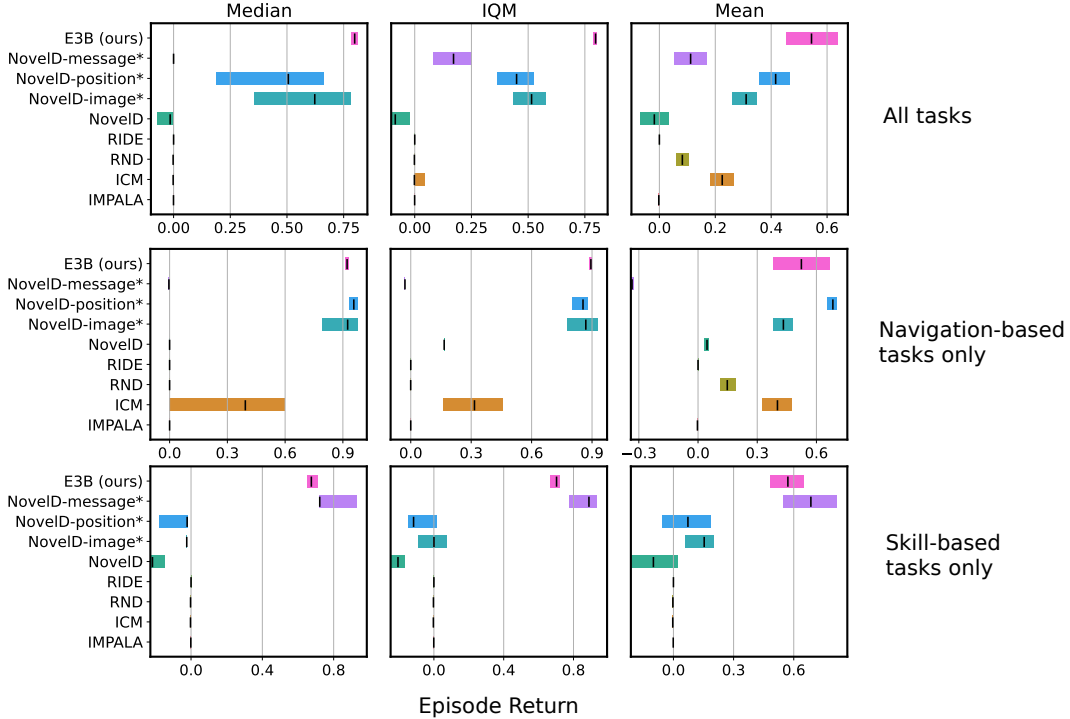 Median IQM Mean
E3B (ours)
NovelD-message*
NovelD-position*
NovelD-image*
NovelD
RIDE
RND
ICM
IMPALA
All tasks
0.00 0.25 0.50 0.75 0.00 0.25 0.50 0.75 0.0 0.2 0.4 0.6
E3B (ours)
NovelD-message*
NovelD-position*
NovelD-image*
NovelD
RIDE
RND
ICM
IMPALA
Navigation-based
tasks only
0.0 0.3 0.6 0.9 0.0 0.3 0.6 0.9 −0.3 0.0 0.3 0.6
E3B (ours)
NovelD-message*
NovelD-position*
NovelD-image*
NovelD
RIDE
RND
ICM
IMPALA
Skill-based
tasks only
0.0 0.4 0.8 0.0 0.4 0.8 0.0 0.3 0.6
Episode Return